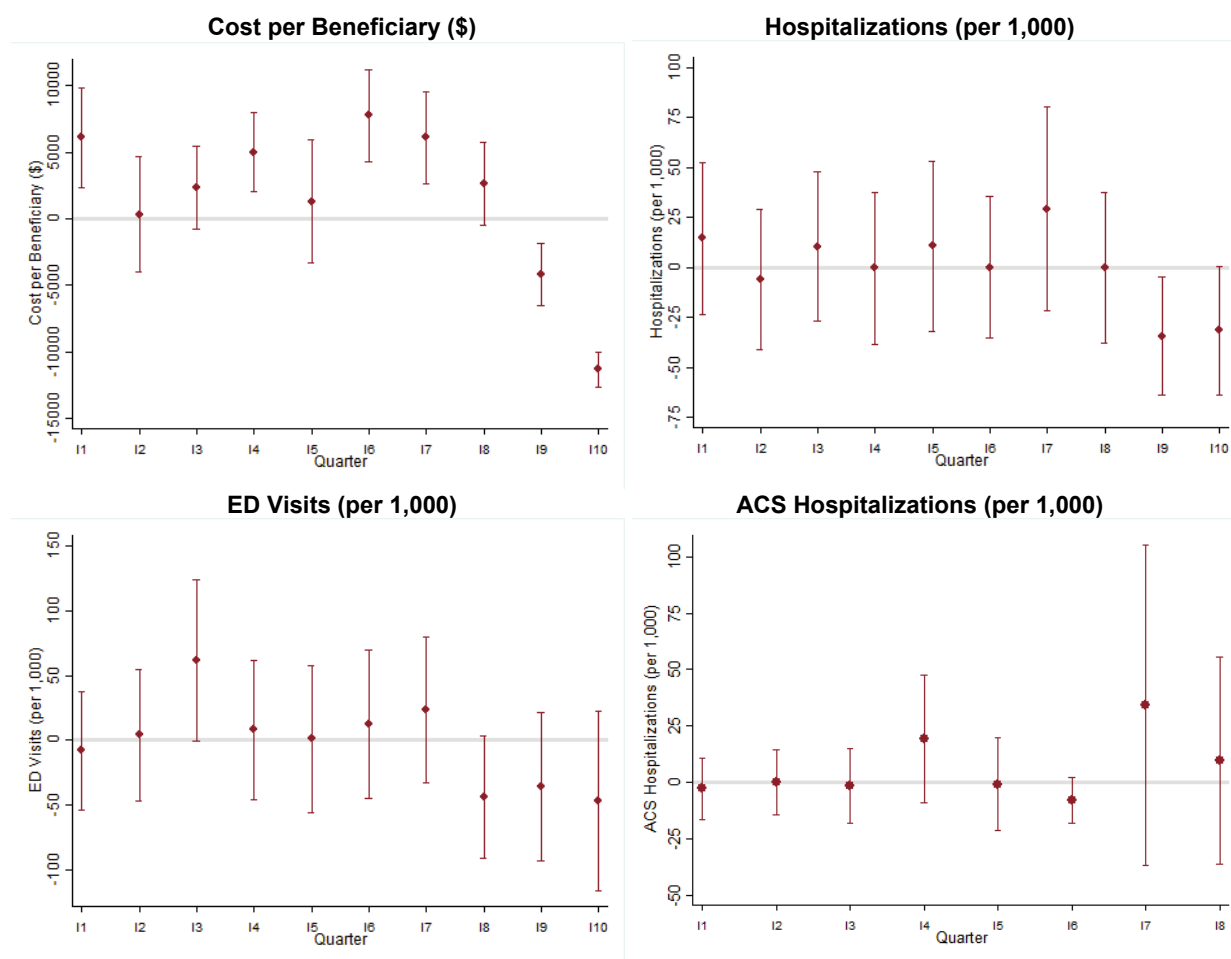 Cost per Beneficiary ($)
Cost per Beneficiary ($)
10000
5000
0
-5000
-10000
-15000
I1 I2 I3 I4 I5 I6 I7 I8 I9 I10
Quarter
Hospitalizations (per 1,000)
Hospitalizations (per 1,000)
100
75
50
25
0
-25
-50
-75
I1 I2 I3 I4 I5 I6 I7 I8 I9 I10
Quarter
ED Visits (per 1,000)
ED Visits (per 1,000)
150
100
50
0
-50
-100
I1 I2 I3 I4 I5 I6 I7 I8 I9 I10
Quarter
ACS Hospitalizations (per 1,000)
ACS Hospitalizations (per 1,000)
100
75
50
25
0
-25
-50
I1 I2 I3 I4 I5 I6 I7 I8
Quarter